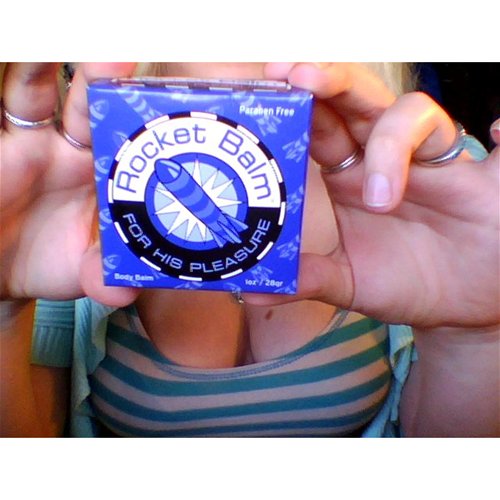 Paraben Free
Rocket Balm
FOR HIS PLEASURE
Body Balm
1oz / 28gr